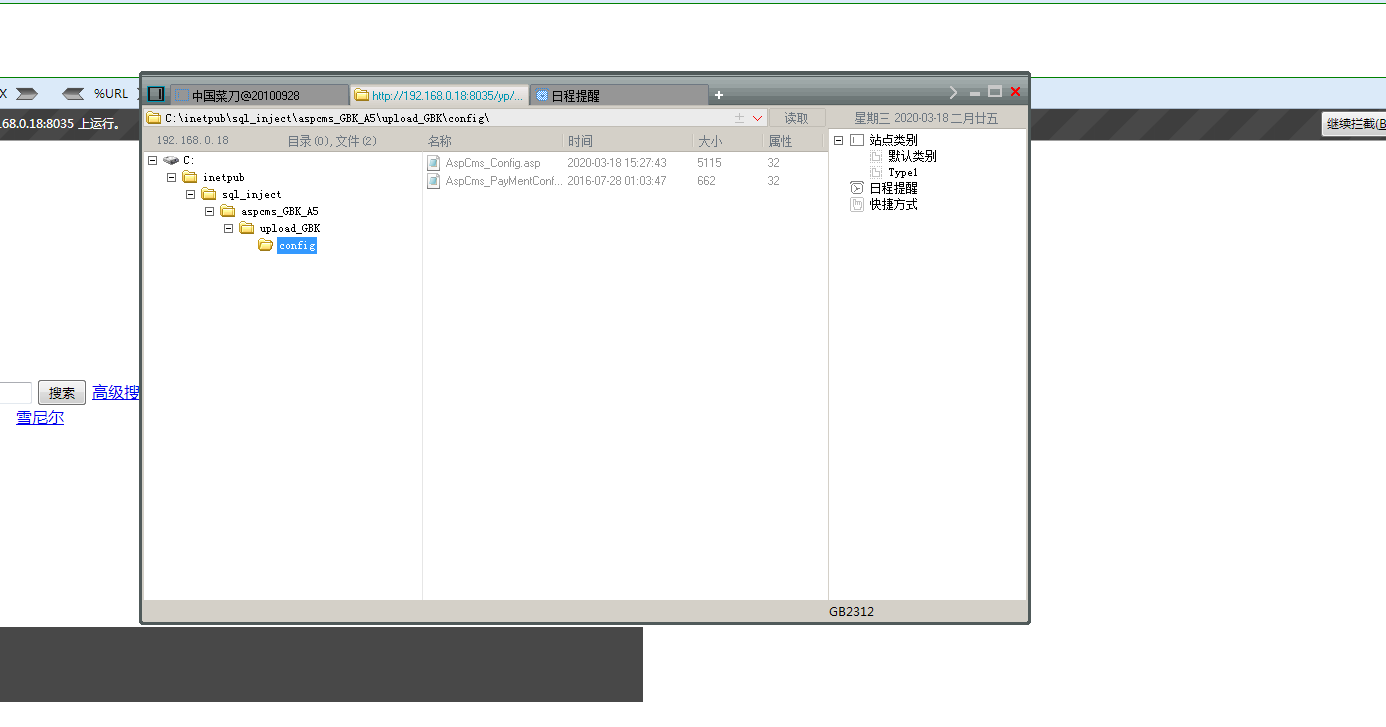 X %URL
中国菜刀@20100928 http://192.168.0.18:8035/yp/... 日程提醒 +
68.0.18:8035 上运行。
继续拦截(B
C:\inetpub\sql_inject\aspcms_GBK_A5\upload_GBK\config\ 读取 星期三 2020-03-18 二月廿五
192.168.0.18 目录(0),文件(2) 名称 时间 大小 属性
C:
inetpub
sql_inject
aspcms_GBK_A5
upload_GBK
config
AspCms_Config.asp 2020-03-18 15:27:43 5115 32
AspCms_PayMentConf... 2016-07-28 01:03:47 662 32
站点类别
默认类别
Type1
日程提醒
快捷方式
搜索 高级搜
雪尼尔
GB2312